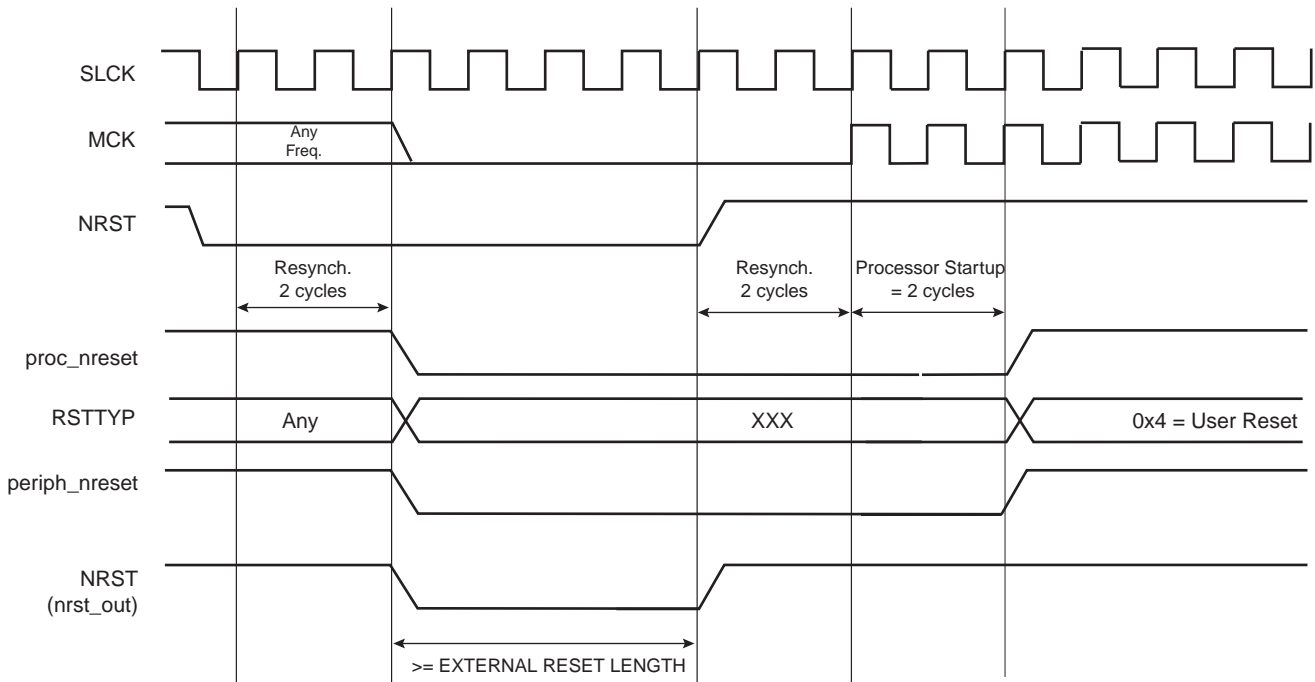 SLCK
MCK
Any
Freq.
NRST
Resynch.
2 cycles
Resynch.
2 cycles
Processor Startup
= 2 cycles
proc_nreset
RSTTYP
Any
XXX
0x4 = User Reset
periph_nreset
NRST
(nrst_out)
>= EXTERNAL RESET LENGTH